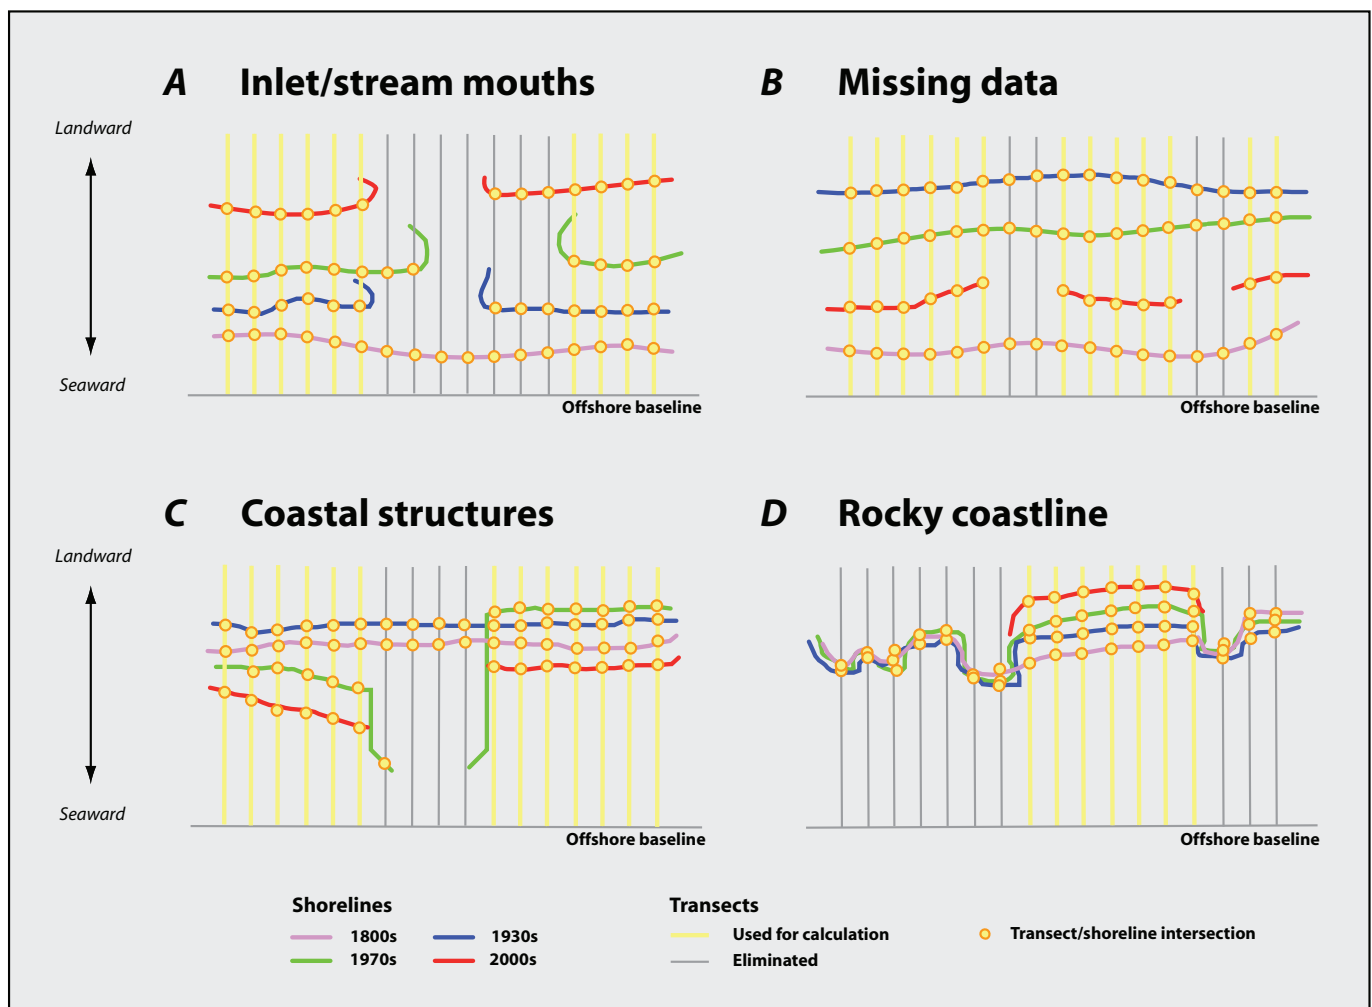 A Inlet/stream mouths
B Missing data
Landward
Seaward
Offshore baseline
Offshore baseline
C Coastal structures
D Rocky coastline
Landward
Seaward
Offshore baseline
Offshore baseline
Shorelines
1800s
1930s
1970s
2000s
Transects
Used for calculation
Eliminated
Transect/shoreline intersection